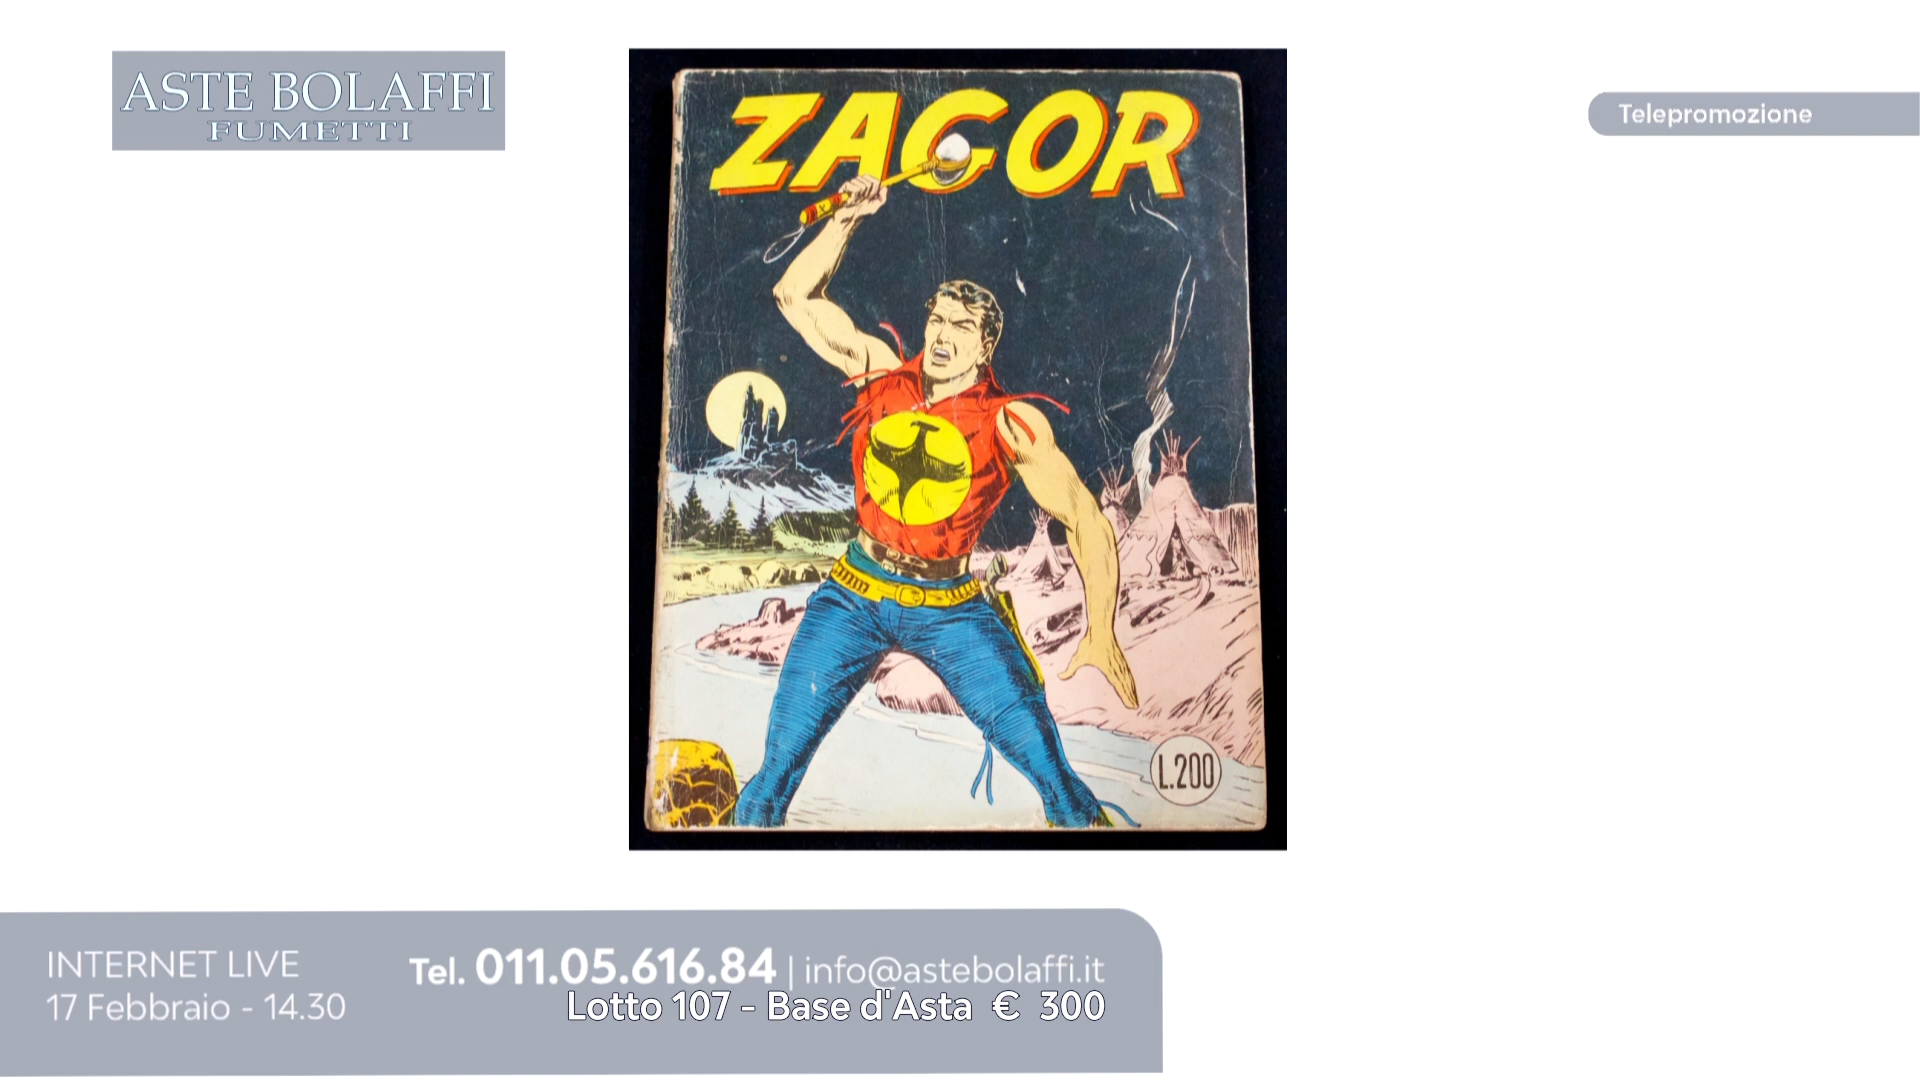 ASTE BOLAFFI
FUMETTI
Telepromozione
ZAGOR
L.200
INTERNET LIVE
17 Febbraio - 14.30
Tel. 011.05.616.84 | info@astebolaffi.it
Lotto 107 - Base d'Asta € 300